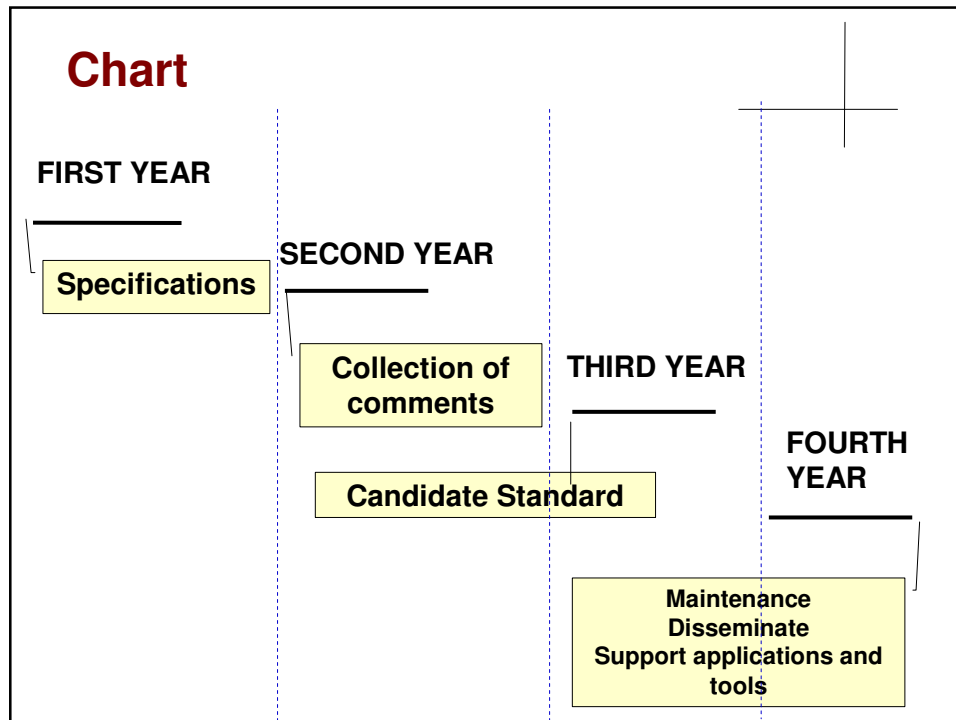 Chart
FIRST YEAR
Specifications
SECOND YEAR
Collection of
comments
THIRD YEAR
Candidate Standard
FOURTH
YEAR
Maintenance
Disseminate
Support applications and
tools